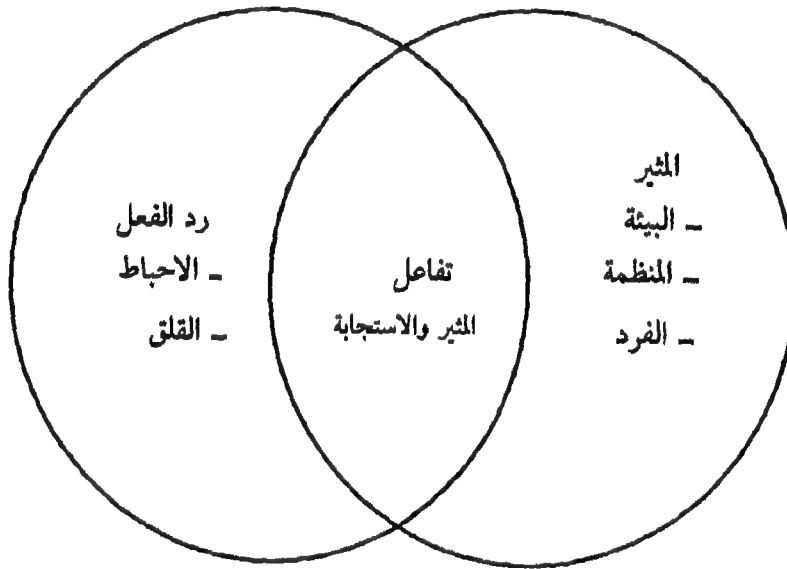 المثير
– البيئة
– المنظمة
– الفرد
تفاعل
المثير والاستجابة
رد الفعل
– الاحباط
– القلق